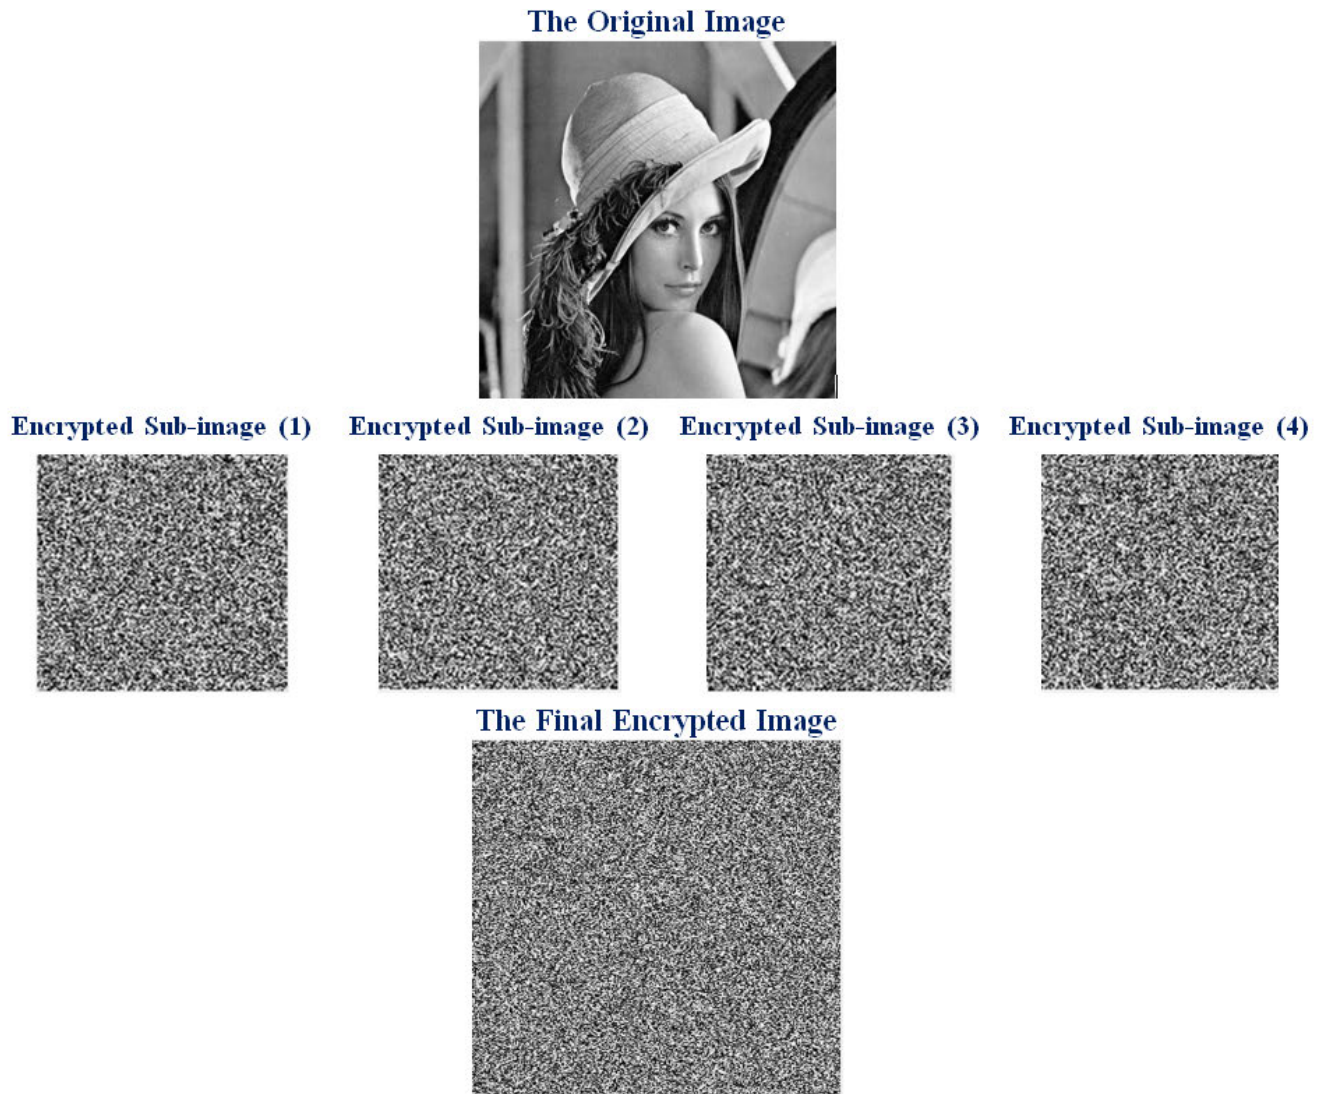 The Original Image
Encrypted Sub-image (1) Encrypted Sub-image (2) Encrypted Sub-image (3) Encrypted Sub-image (4)
The Final Encrypted Image